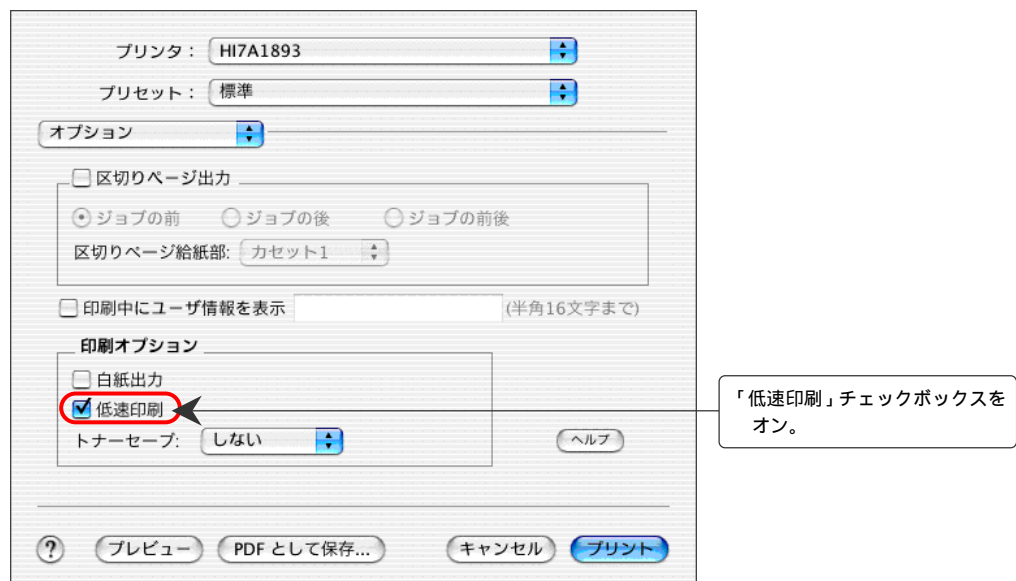 プリンタ： HI7A1893
プリセット： 標準
オプション
区切りページ出力
ジョブの前 ジョブの後 ジョブの前後
区切りページ給紙部: カセット1
印刷中にユーザ情報を表示 (半角16文字まで)
印刷オプション
白紙出力
低速印刷
トナーセーブ: しない ヘルプ
「低速印刷」チェックボックスを
オン。
? プレビュー PDF として保存... キャンセル プリント